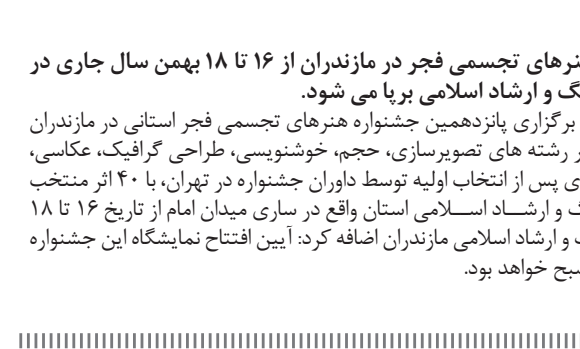 هنرهای تجسمی فجر در مازندران از ۱۶ تا ۱۸ بهمن سال جاری در
و ارشاد اسلامی برپا می شود.
برگزاری پانزدهمین جشنواره هنرهای تجسمی فجر استانی در مازندران
رشته های تصویرسازی، حجم، خوشنویسی، طراحی گرافیک، عکاسی،
پس از انتخاب اولیه توسط داوران جشنواره در تهران، با ۴۰ اثر منتخب
و ارشـــاد اســـلامی استان واقع در ساری میدان امام از تاریخ ۱۶ تا ۱۸
و ارشاد اسلامی مازندران اضافه کرد: آیین افتتاح نمایشگاه این جشنواره
صبح خواهد بود.